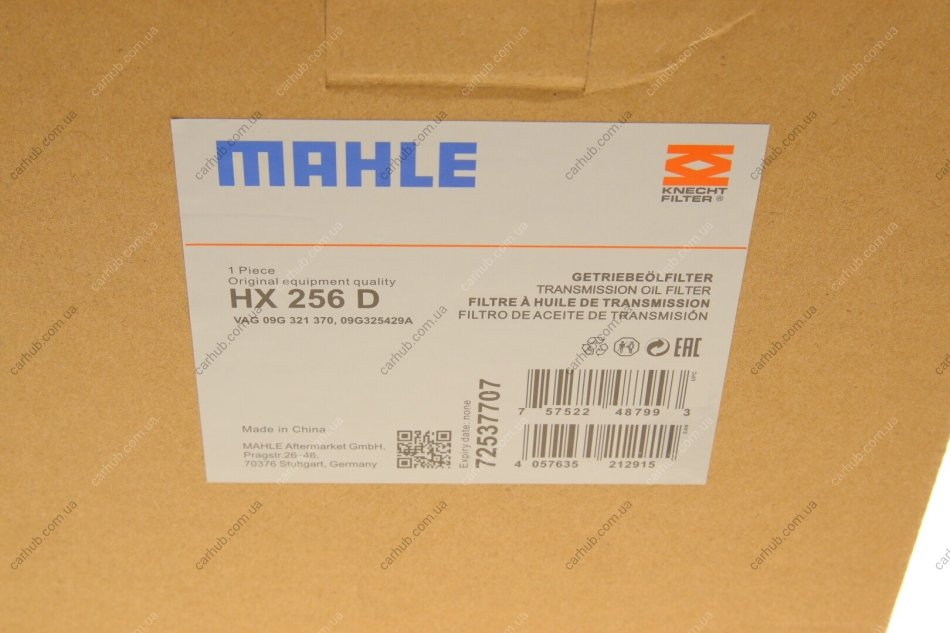 MAHLE
KNECHT
FILTER®
1 Piece
Original equipment quality
HX 256 D
VAG 09G 321 370, 09G325429A
GETRIEBEÖLFILTER
TRANSMISSION OIL FILTER
FILTRE À HUILE DE TRANSMISSION
FILTRO DE ACEITE DE TRANSMISIÓN
EAC
UPC
7 57522 48799 3
EAN
4 057635 212915
Expiry date: none
72537707
Made in China
MAHLE Aftermarket GmbH,
Pragstr.26-46,
70376 Stuttgart, Germany
carhub.com.ua